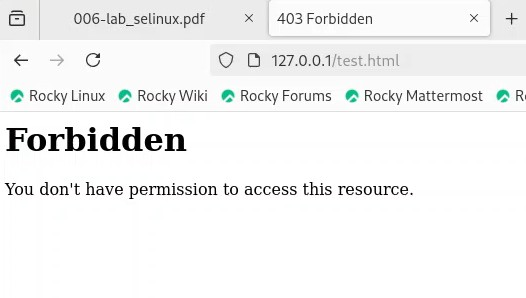 006-lab_selinux.pdf × 403 Forbidden ×
127.0.0.1/test.html
Rocky Linux Rocky Wiki Rocky Forums Rocky Mattermost
Forbidden
You don't have permission to access this resource.